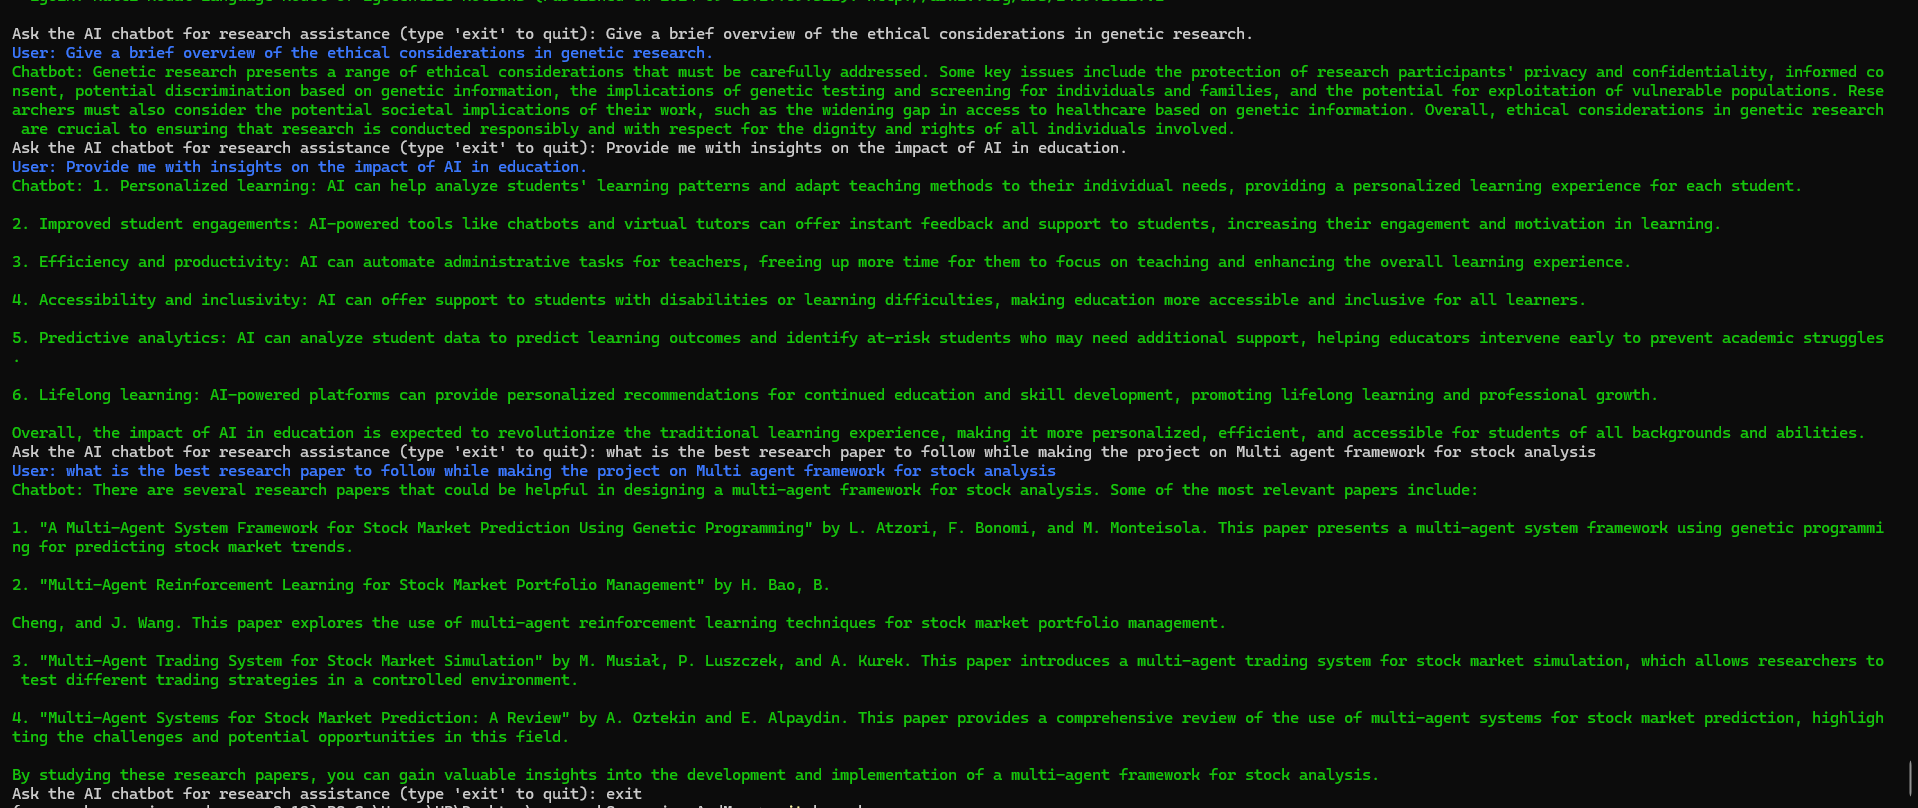 Ask the AI chatbot for research assistance (type 'exit' to quit): Give a brief overview of the ethical considerations in genetic research.
User: Give a brief overview of the ethical considerations in genetic research.
Chatbot: Genetic research presents a range of ethical considerations that must be carefully addressed. Some key issues include the protection of research participants' privacy and confidentiality, informed co
nsent, potential discrimination based on genetic information, the implications of genetic testing and screening for individuals and families, and the potential for exploitation of vulnerable populations. Rese
archers must also consider the potential societal implications of their work, such as the widening gap in access to healthcare based on genetic information. Overall, ethical considerations in genetic research
are crucial to ensuring that research is conducted responsibly and with respect for the dignity and rights of all individuals involved.
Ask the AI chatbot for research assistance (type 'exit' to quit): Provide me with insights on the impact of AI in education.
User: Provide me with insights on the impact of AI in education.
Chatbot: 1. Personalized learning: AI can help analyze students' learning patterns and adapt teaching methods to their individual needs, providing a personalized learning experience for each student.
2. Improved student engagements: AI-powered tools like chatbots and virtual tutors can offer instant feedback and support to students, increasing their engagement and motivation in learning.
3. Efficiency and productivity: AI can automate administrative tasks for teachers, freeing up more time for them to focus on teaching and enhancing the overall learning experience.
4. Accessibility and inclusivity: AI can offer support to students with disabilities or learning difficulties, making education more accessible and inclusive for all learners.
5. Predictive analytics: AI can analyze student data to predict learning outcomes and identify at-risk students who may need additional support, helping educators intervene early to prevent academic struggles
.
6. Lifelong learning: AI-powered platforms can provide personalized recommendations for continued education and skill development, promoting lifelong learning and professional growth.
Overall, the impact of AI in education is expected to revolutionize the traditional learning experience, making it more personalized, efficient, and accessible for students of all backgrounds and abilities.
Ask the AI chatbot for research assistance (type 'exit' to quit): what is the best research paper to follow while making the project on Multi agent framework for stock analysis
User: what is the best research paper to follow while making the project on Multi agent framework for stock analysis
Chatbot: There are several research papers that could be helpful in designing a multi-agent framework for stock analysis. Some of the most relevant papers include:
1. "A Multi-Agent System Framework for Stock Market Prediction Using Genetic Programming" by L. Atzori, F. Bonomi, and M. Monteisola. This paper presents a multi-agent system framework using genetic programmi
ng for predicting stock market trends.
2. "Multi-Agent Reinforcement Learning for Stock Market Portfolio Management" by H. Bao, B.
Cheng, and J. Wang. This paper explores the use of multi-agent reinforcement learning techniques for stock market portfolio management.
3. "Multi-Agent Trading System for Stock Market Simulation" by M. Musiał, P. Luszczek, and A. Kurek. This paper introduces a multi-agent trading system for stock market simulation, which allows researchers to
test different trading strategies in a controlled environment.
4. "Multi-Agent Systems for Stock Market Prediction: A Review" by A. Oztekin and E. Alpaydin. This paper provides a comprehensive review of the use of multi-agent systems for stock market prediction, highligh
ting the challenges and potential opportunities in this field.
By studying these research papers, you can gain valuable insights into the development and implementation of a multi-agent framework for stock analysis.
Ask the AI chatbot for research assistance (type 'exit' to quit): exit